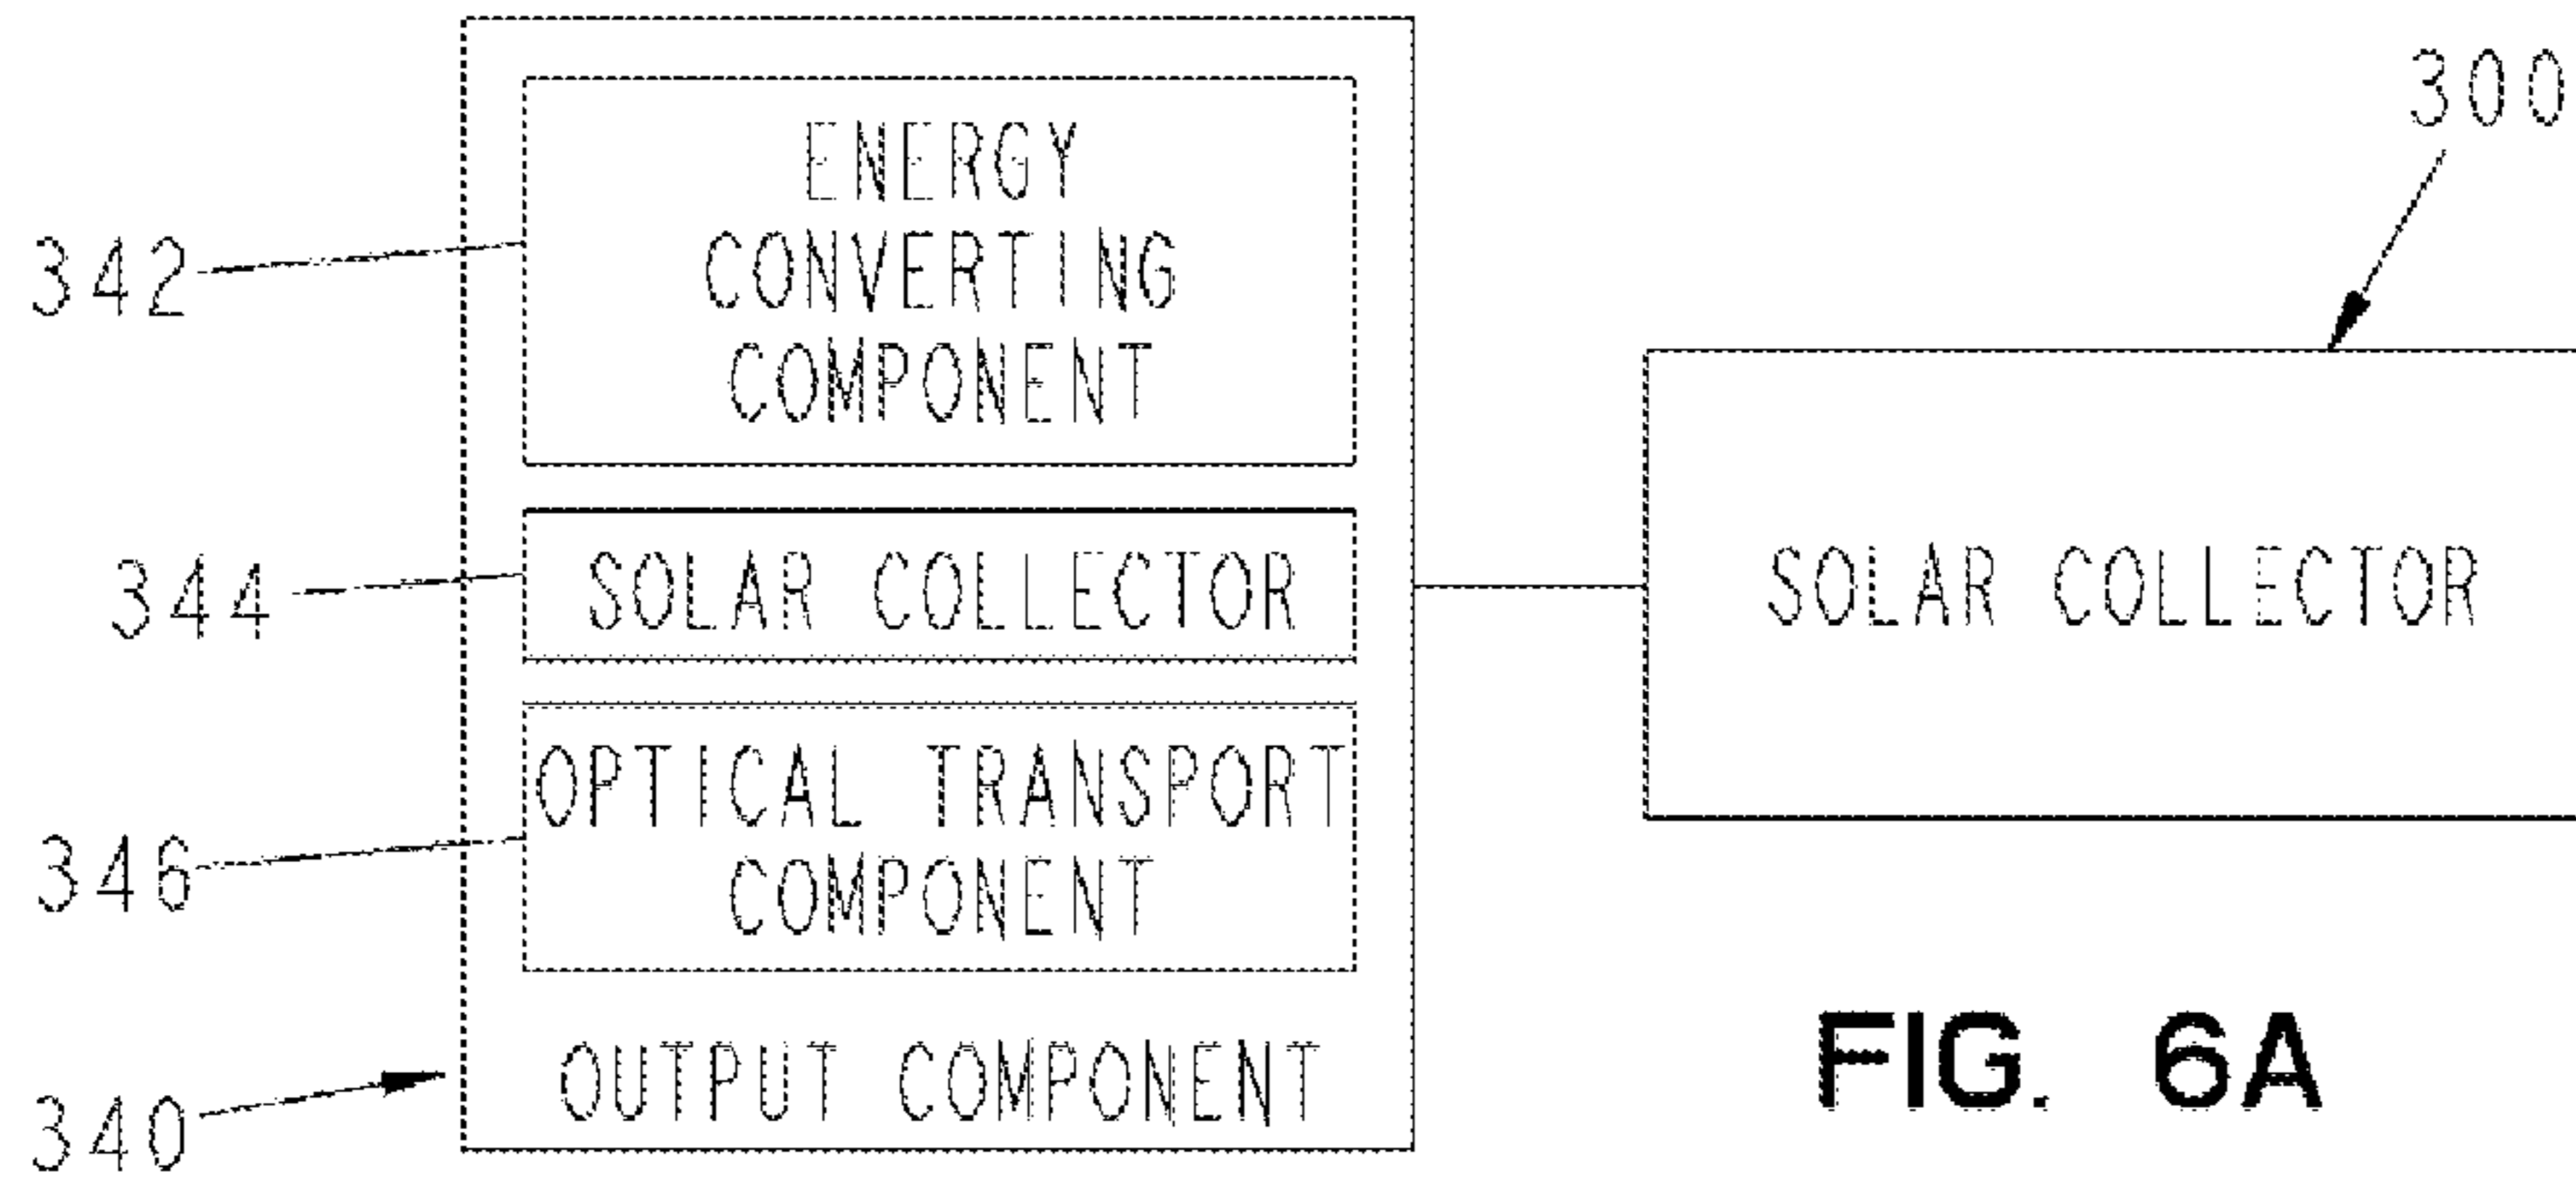 300
ENERGY
CONVERTING
COMPONENT
342
344
SOLAR COLLECTOR
SOLAR COLLECTOR
OPTICAL TRANSPORT
COMPONENT
346
OUTPUT COMPONENT
340
FIG. 6A